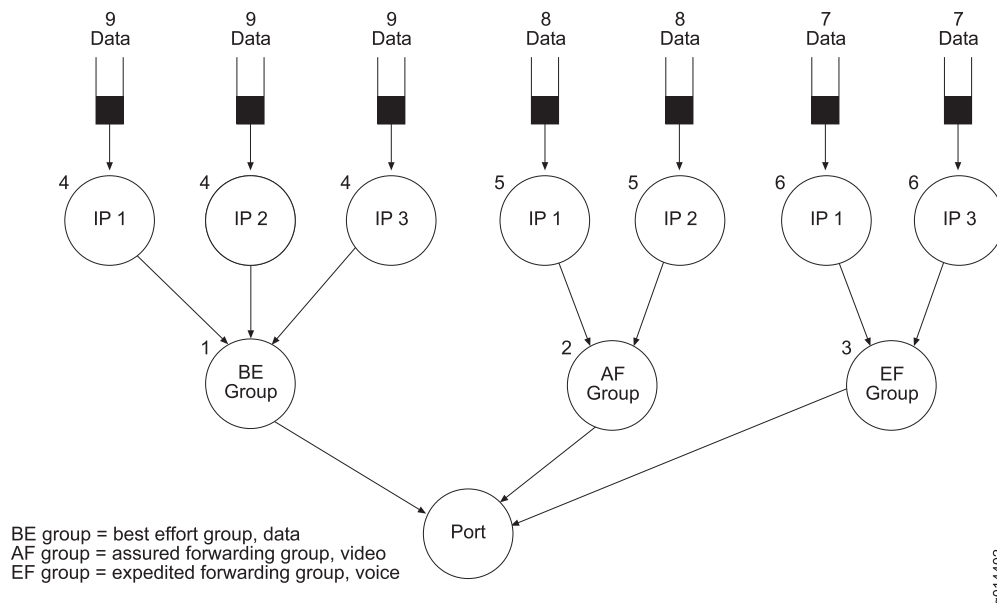 9 9 9 8 8 7 7
Data Data Data Data Data Data Data
4 4 4 5 5 6 6
IP 1 IP 2 IP 3 IP 1 IP 2 IP 1 IP 3
1 2 3
BE AF EF
Group Group Group
Port
BE group = best effort group, data
AF group = assured forwarding group, video
EF group = expedited forwarding group, voice